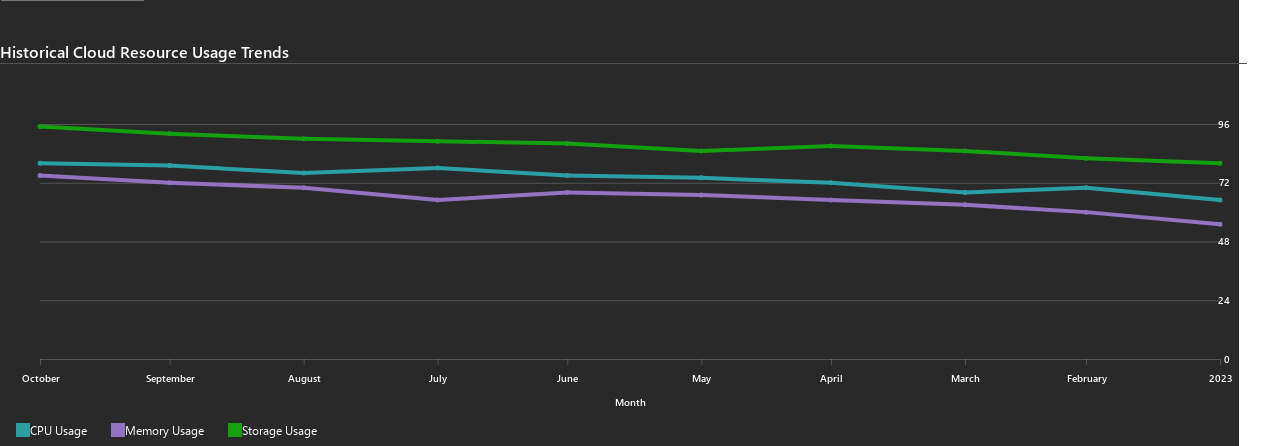 Historical Cloud Resource Usage Trends
96
72
48
24
0
October September August July June May April March February 2023
Month
CPU Usage Memory Usage Storage Usage